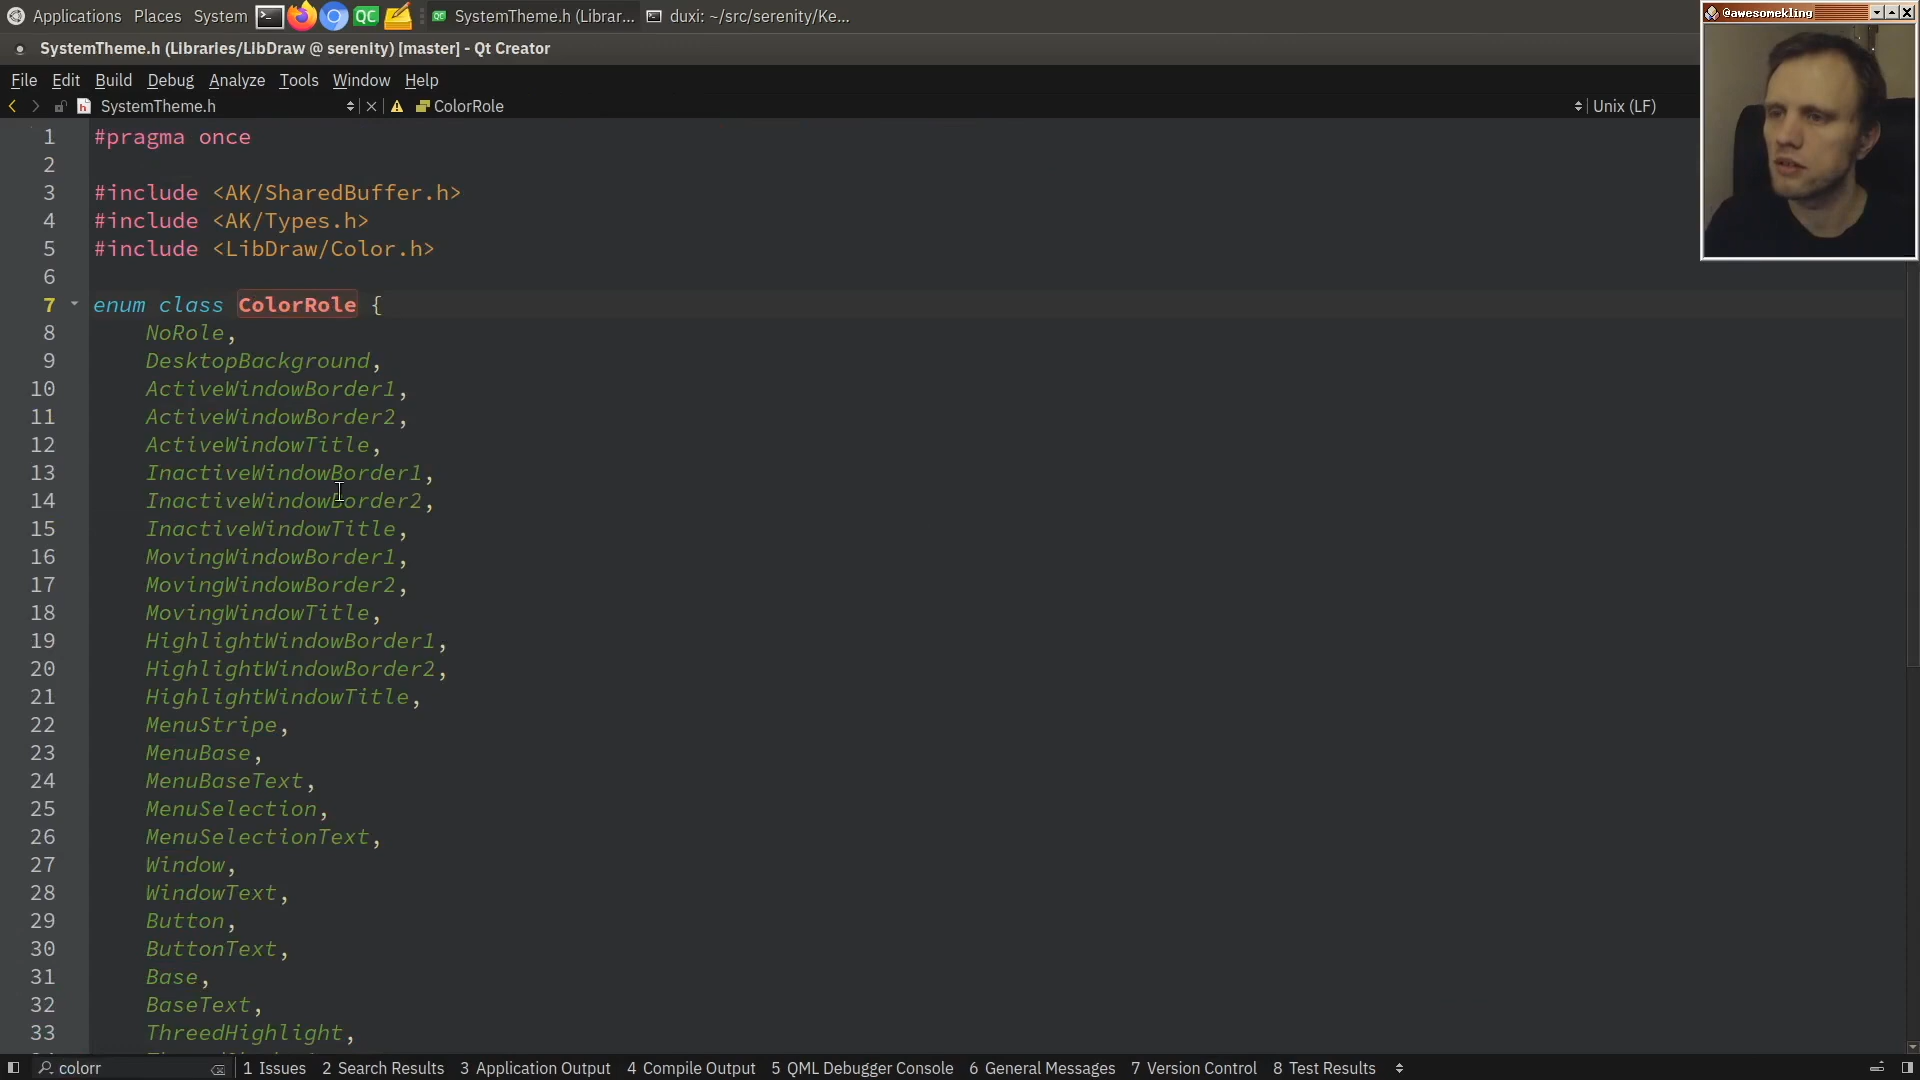 Applications Places System QC SystemTheme.h (Librar... duxi: ~/src/serenity/Ke...
@awesomekling
SystemTheme.h (Libraries/LibDraw @ serenity) [master] - Qt Creator
File Edit Build Debug Analyze Tools Window Help
SystemTheme.h ColorRole Unix (LF)
1 #pragma once
2
3 #include <AK/SharedBuffer.h>
4 #include <AK/Types.h>
5 #include <LibDraw/Color.h>
6
7 enum class ColorRole {
8 NoRole,
9 DesktopBackground,
10 ActiveWindowBorder1,
11 ActiveWindowBorder2,
12 ActiveWindowTitle,
13 InactiveWindowBorder1,
14 InactiveWindowBorder2,
15 InactiveWindowTitle,
16 MovingWindowBorder1,
17 MovingWindowBorder2,
18 MovingWindowTitle,
19 HighlightWindowBorder1,
20 HighlightWindowBorder2,
21 HighlightWindowTitle,
22 MenuStripe,
23 MenuBase,
24 MenuBaseText,
25 MenuSelection,
26 MenuSelectionText,
27 Window,
28 WindowText,
29 Button,
30 ButtonText,
31 Base,
32 BaseText,
33 ThreedHighlight,
colorr 1 Issues 2 Search Results 3 Application Output 4 Compile Output 5 QML Debugger Console 6 General Messages 7 Version Control 8 Test Results